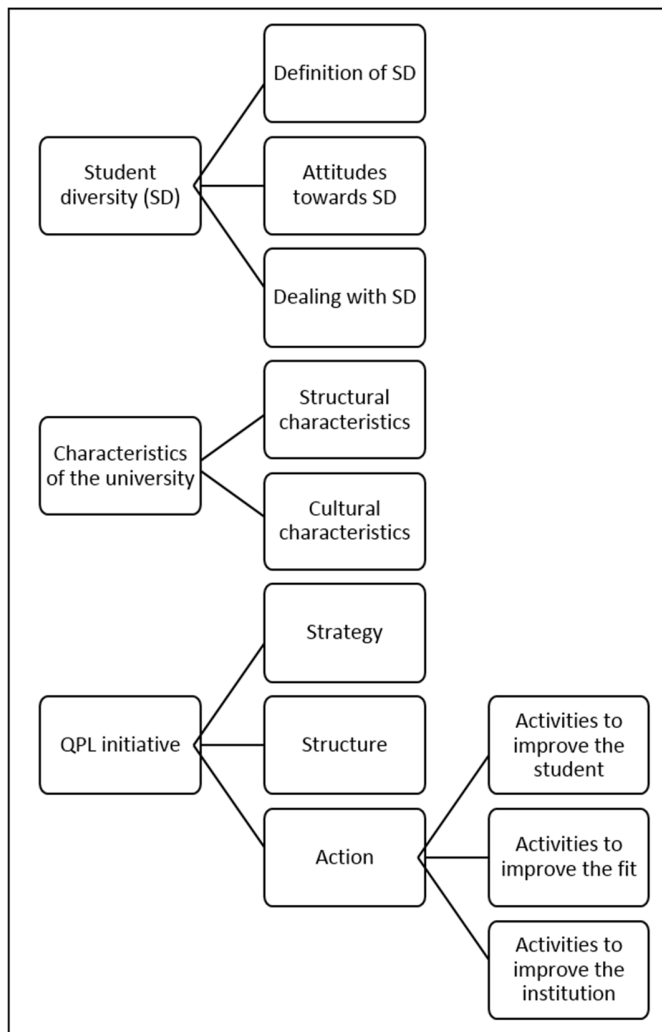 Student
diversity (SD)
Definition of SD
Attitudes
towards SD
Dealing with SD
Characteristics
of the university
Structural
characteristics
Cultural
characteristics
QPL initiative
Strategy
Structure
Action
Activities to
improve the
student
Activities to
improve the fit
Activities to
improve the
institution